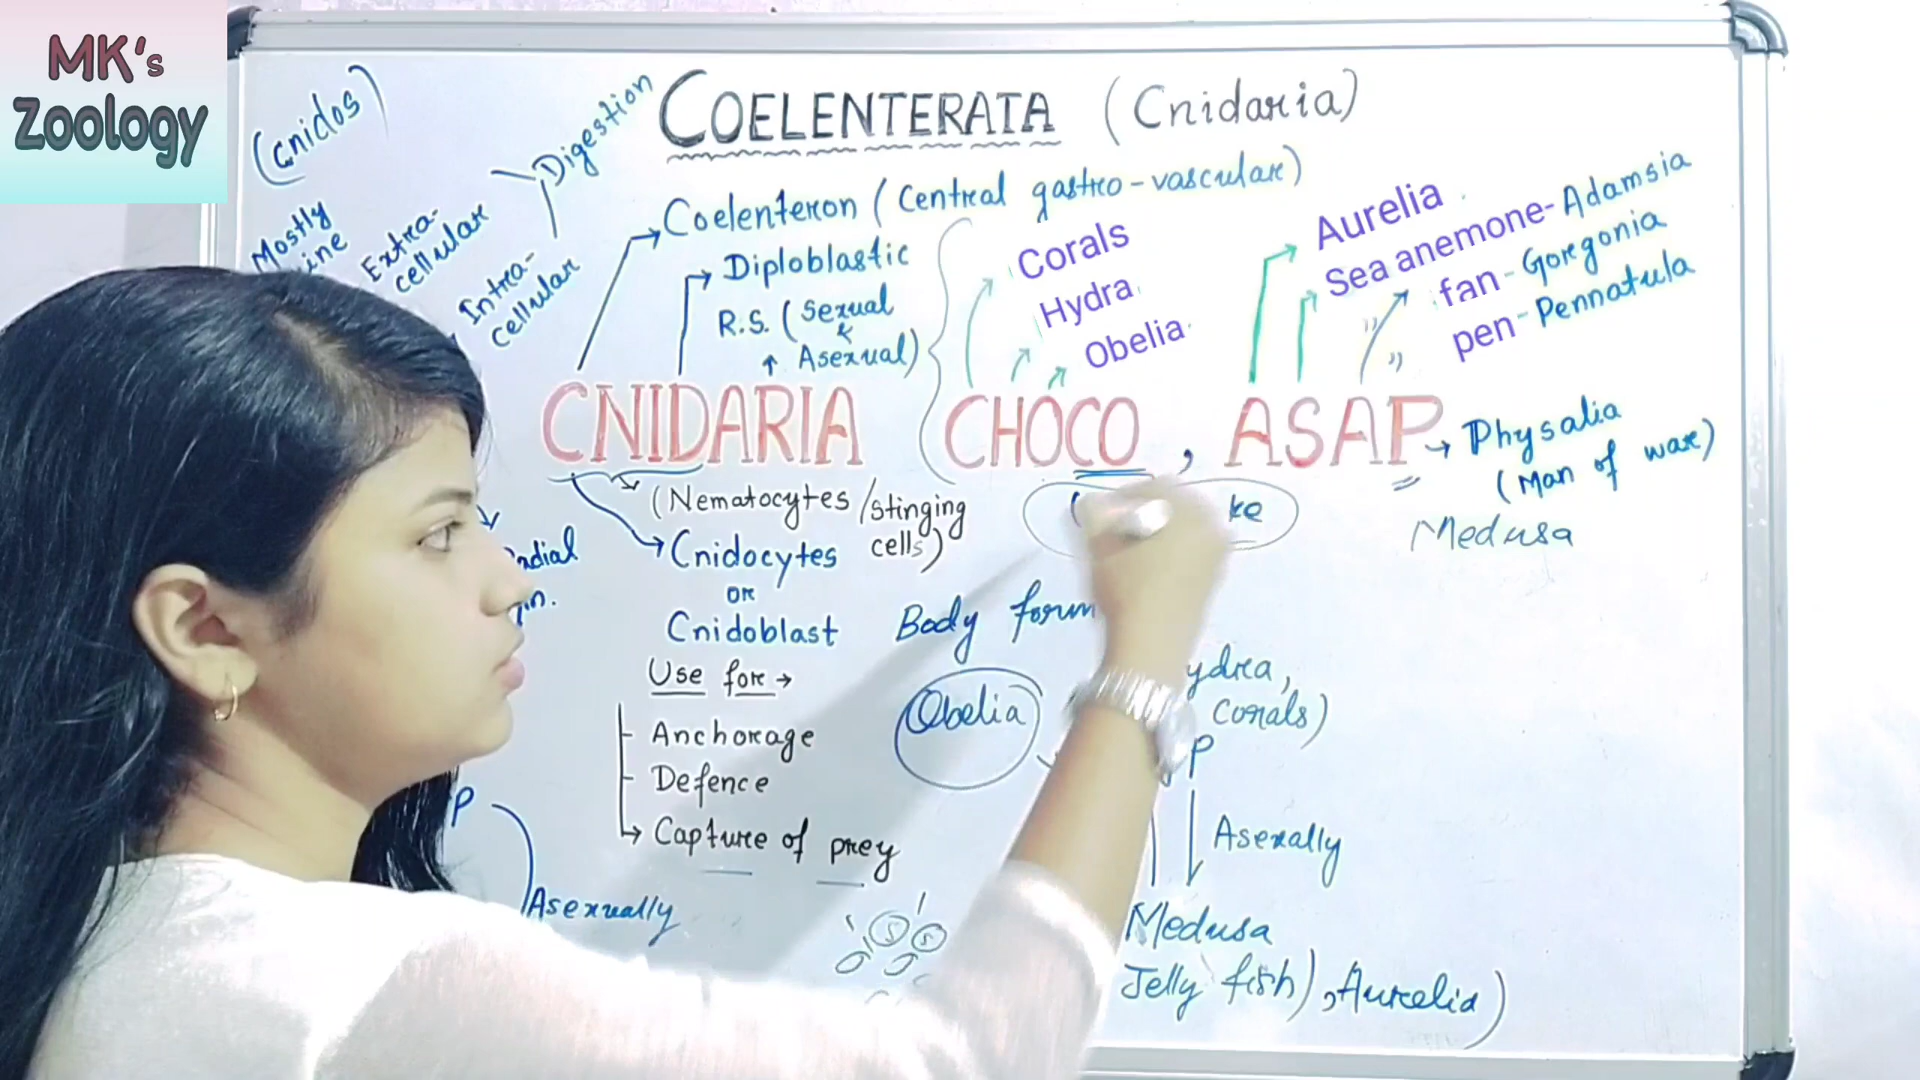 MK's
Zoology
COELENTERATA (Cnidaria)
(Cnidos)
Digestion
Mostly
Extra-
cellular
Intra-
cellular
Coelenteron (Central gastro-vascular)
Diploblastic
R.S. (Sexual
&
Asexual)
Corals
Hydra
Obelia
Aurelia
Sea anemone- Adamsia
" fan - Goregonia
" pen - Pennatula
CNIDARIA (CHOCO, ASAP
Physalia
(Man of war)
Medusa
(Nematocytes/stinging
cells)
Cnidocytes
or
Cnidoblast
Use for →
Anchorage
Defence
Capture of prey
ke
Body form
Obelia
Corals)
P
Asexally
Medusa
Jelly fish), Aurelia)
P
Asexually
S S